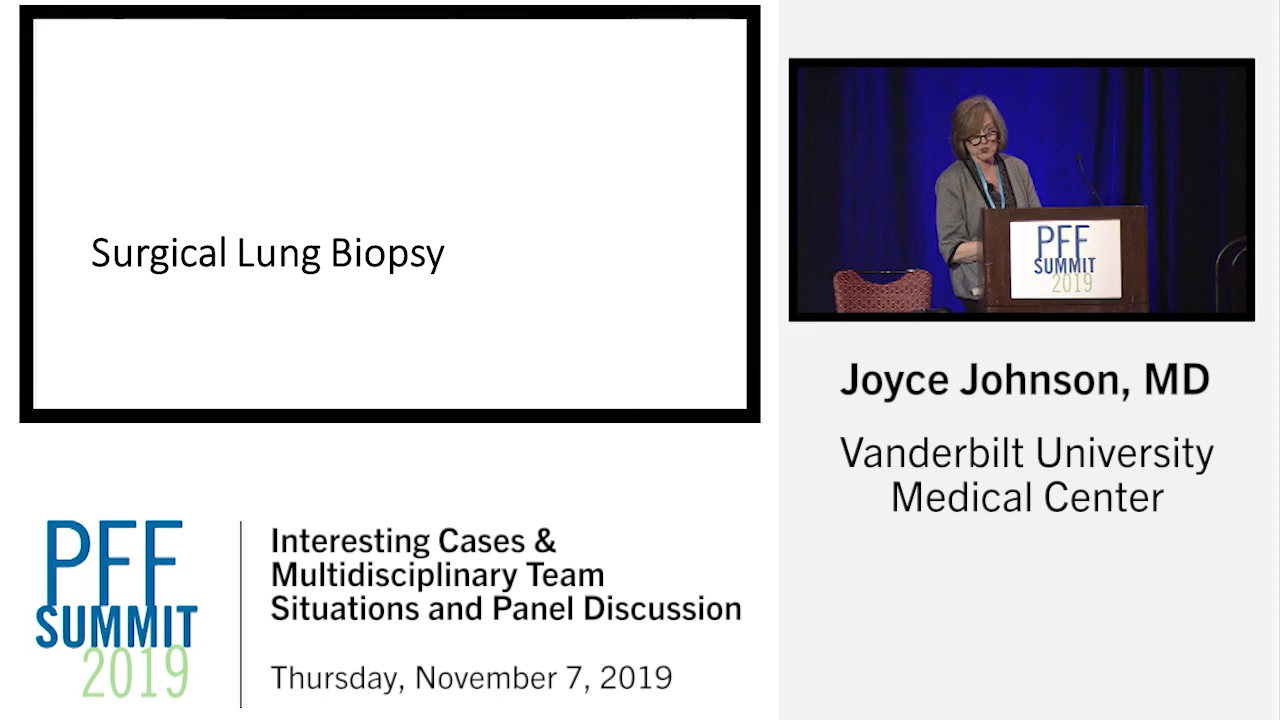 Surgical Lung Biopsy
PFF
SUMMIT
2019
Joyce Johnson, MD
Vanderbilt University
Medical Center
PFF
SUMMIT
2019
Interesting Cases &
Multidisciplinary Team
Situations and Panel Discussion
Thursday, November 7, 2019